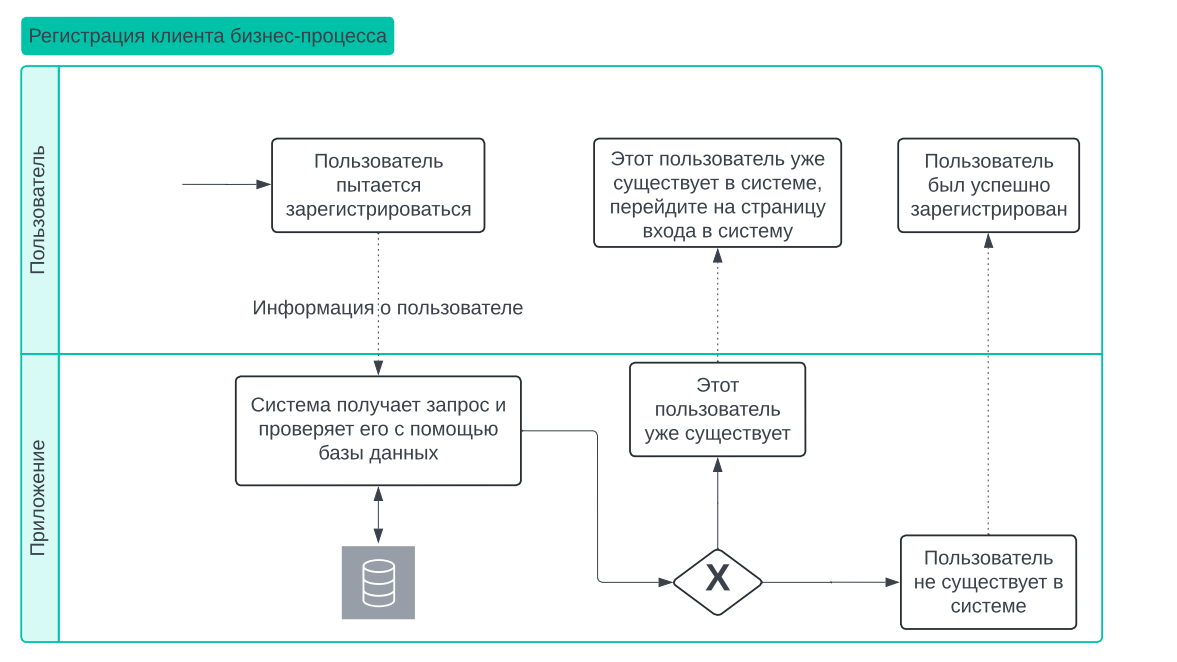 Регистрация клиента бизнес-процесса
Пользователь
Пользователь
пытается
зарегистрироваться
Этот пользователь уже
существует в системе,
перейдите на страницу
входа в систему
Пользователь
был успешно
зарегистрирован
Информация о пользователе
Приложение
Система получает запрос и
проверяет его с помощью
базы данных
Этот
пользователь
уже существует
X
Пользователь
не существует в
системе